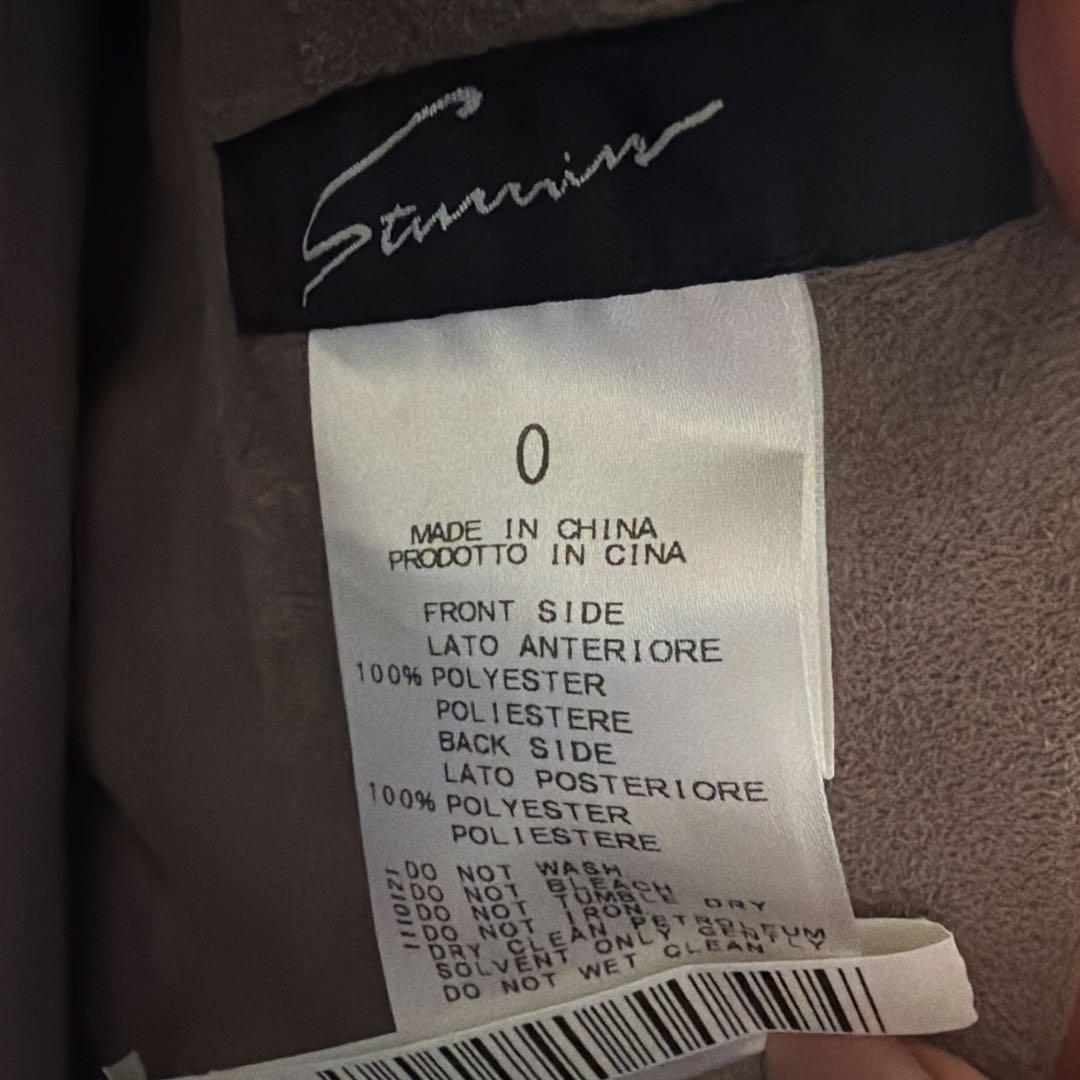 0
MADE IN CHINA
PRODOTTO IN CINA
FRONT SIDE
LATO ANTERIORE
100% POLYESTER
POLIESTERE
BACK SIDE
LATO POSTERIORE
100% POLYESTER
POLIESTERE
DO NOT WASH
DO NOT BLEACH
DO NOT TUMBLE DRY
DO NOT IRON
DRY CLEAN PETROLEUM
SOLVENT ONLY GENTLY
DO NOT WET CLEAN
1110121